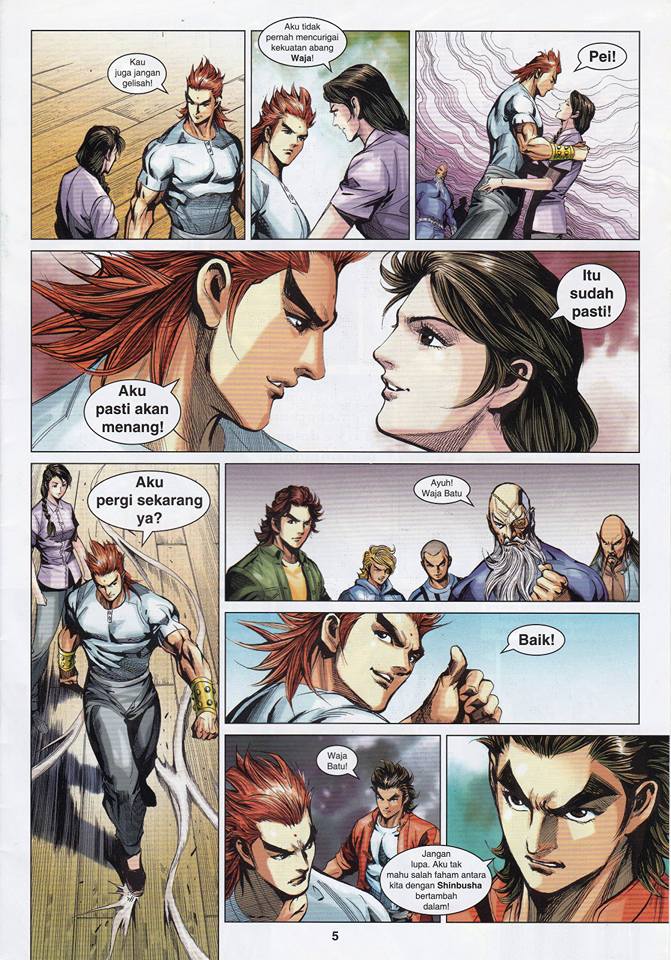 Kau
juga jangan
gelisah!
Aku tidak
pernah mencurigai
kekuatan abang
Waja!
Pei!
Aku
pasti akan
menang!
Itu
sudah
pasti!
Aku
pergi sekarang
ya?
Ayuh!
Waja Batu
Baik!
Waja
Batu!
Jangan
lupa. Aku tak
mahu salah faham antara
kita dengan Shinbusha
bertambah
dalam!
5